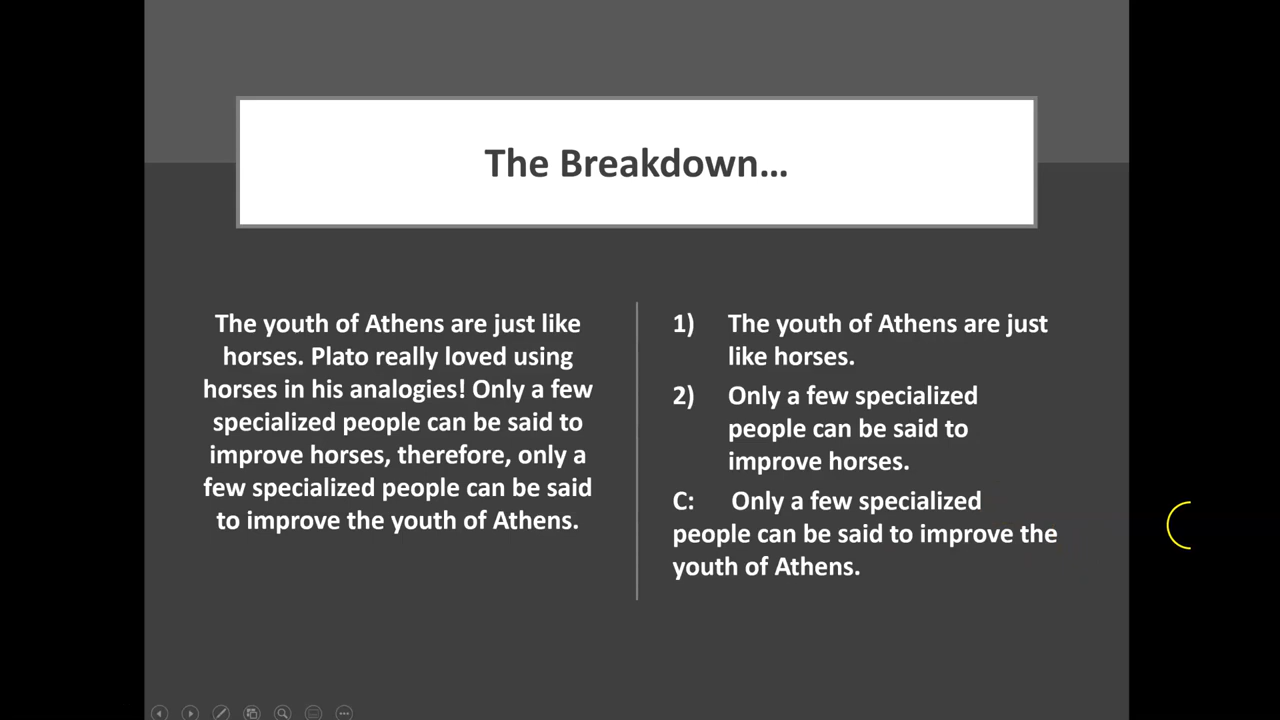 The Breakdown...
The youth of Athens are just like
horses. Plato really loved using
horses in his analogies! Only a few
specialized people can be said to
improve horses, therefore, only a
few specialized people can be said
to improve the youth of Athens.
1) The youth of Athens are just
like horses.
2) Only a few specialized
people can be said to
improve horses.
C: Only a few specialized
people can be said to improve the
youth of Athens.